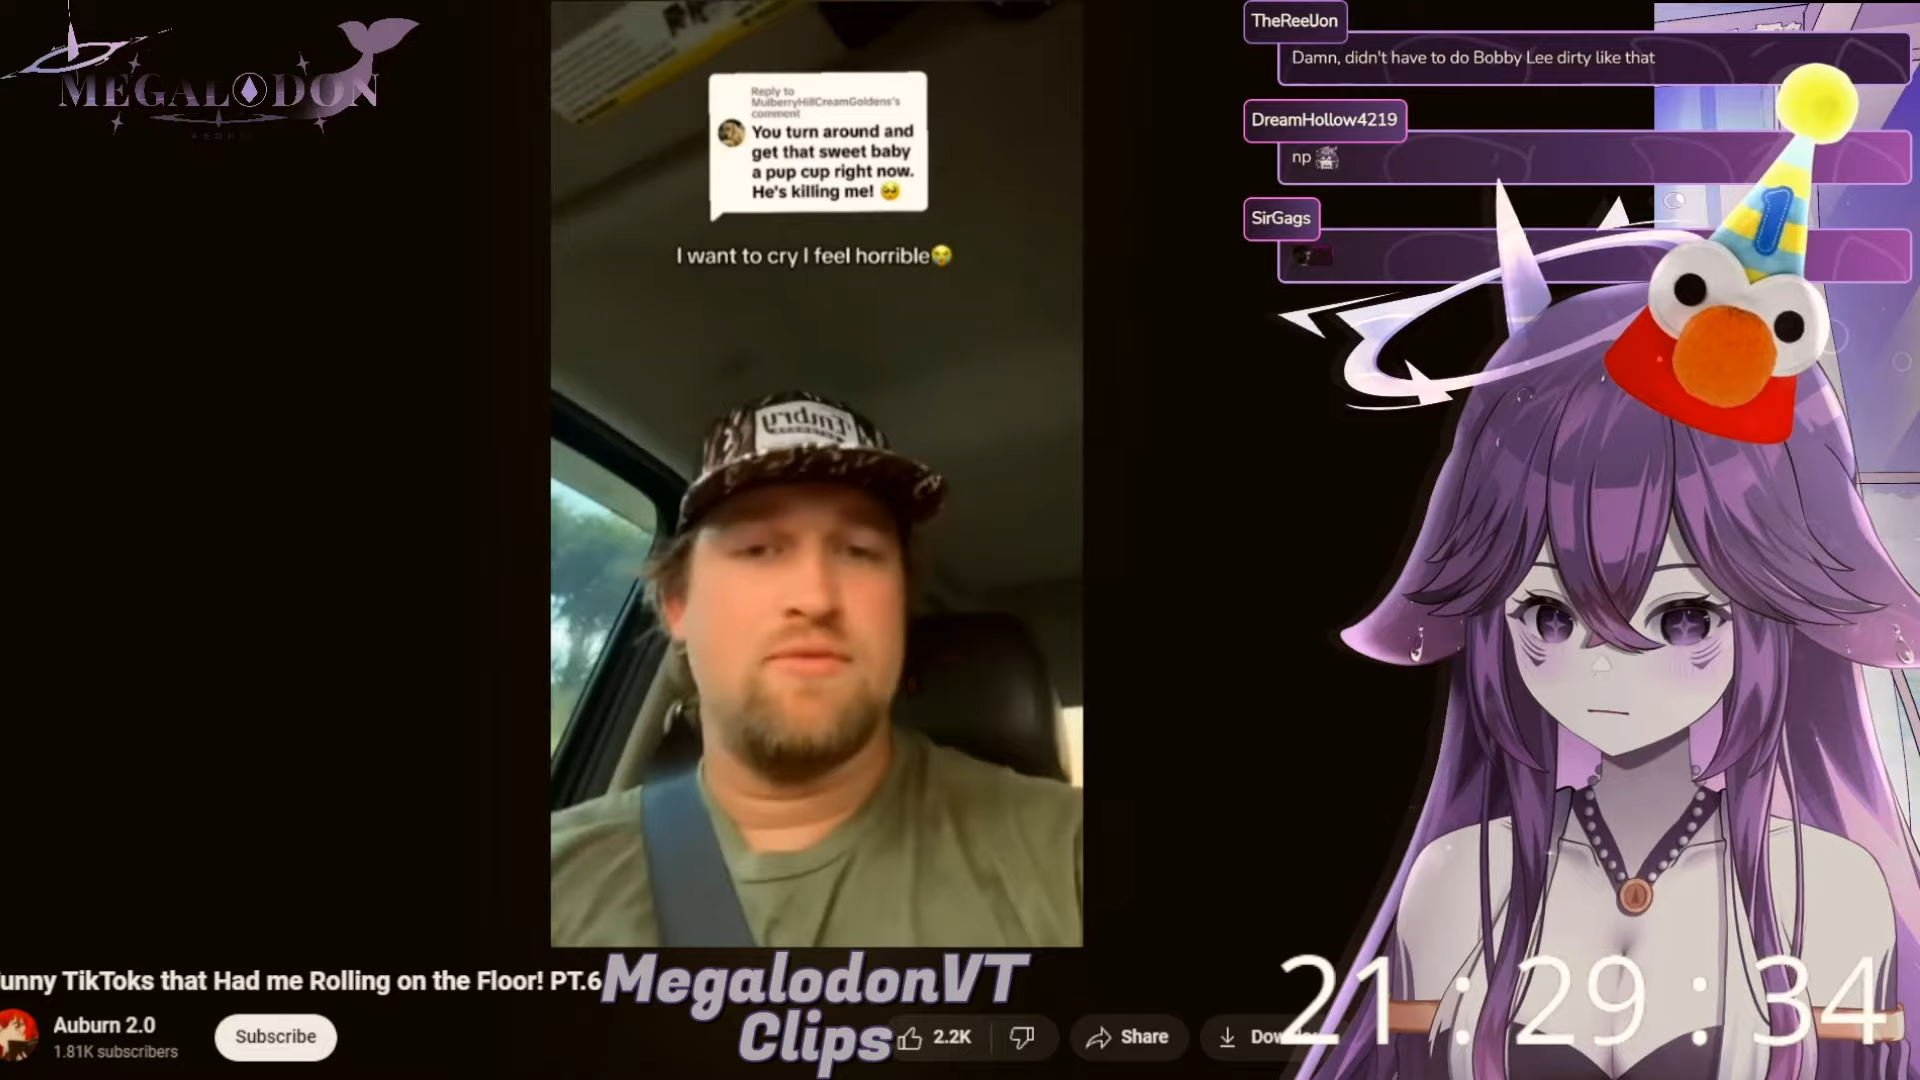 MEGALODON
Reply to
MulberryHillCreamGoldens's
comment
You turn around and
get that sweet baby
a pup cup right now.
He's killing me! 🥺
I want to cry I feel horrible😭
Embry
TheReeUon
Damn, didn't have to do Bobby Lee dirty like that
DreamHollow4219
np
SirGags
1
unny TikToks that Had me Rolling on the Floor! PT.6
Auburn 2.0
1.81K subscribers
Subscribe
MegalodonVT
Clips
2.2K
Share
Dow
21:29:34